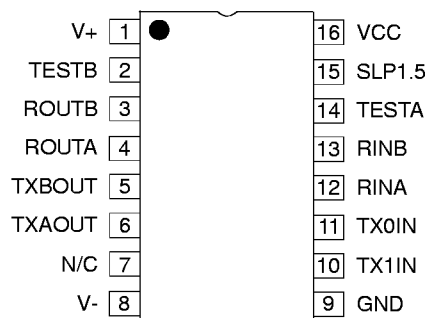 V+ 1 16 VCC
TESTB 2 15 SLP1.5
ROUTB 3 14 TESTA
ROUTA 4 13 RINB
TXBOUT 5 12 RINA
TXAOUT 6 11 TX0IN
N/C 7 10 TX1IN
V- 8 9 GND